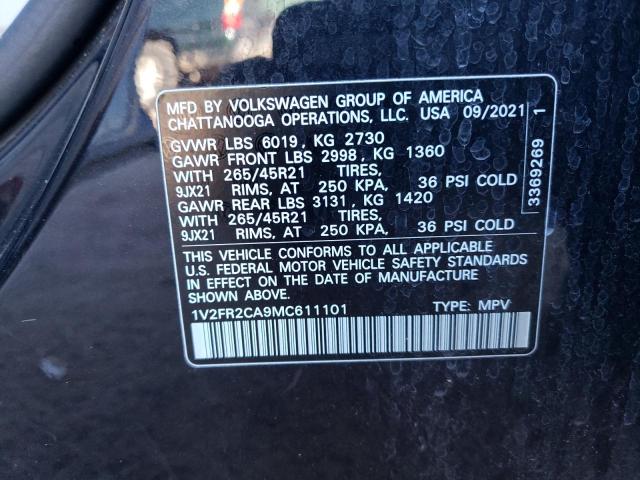 MFD BY VOLKSWAGEN GROUP OF AMERICA
CHATTANOOGA OPERATIONS, LLC. USA 09/2021
GVWR LBS 6019, KG 2730
GAWR FRONT LBS 2998, KG 1360
WITH 265/45R21 TIRES,
9JX21 RIMS, AT 250 KPA, 36 PSI COLD
GAWR REAR LBS 3131, KG 1420
WITH 265/45R21 TIRES,
9JX21 RIMS, AT 250 KPA, 36 PSI COLD
THIS VEHICLE CONFORMS TO ALL APPLICABLE
U.S. FEDERAL MOTOR VEHICLE SAFETY STANDARDS
IN EFFECT ON THE DATE OF MANUFACTURE
SHOWN ABOVE.
1V2FR2CA9MC611101 TYPE: MPV
3369269 1